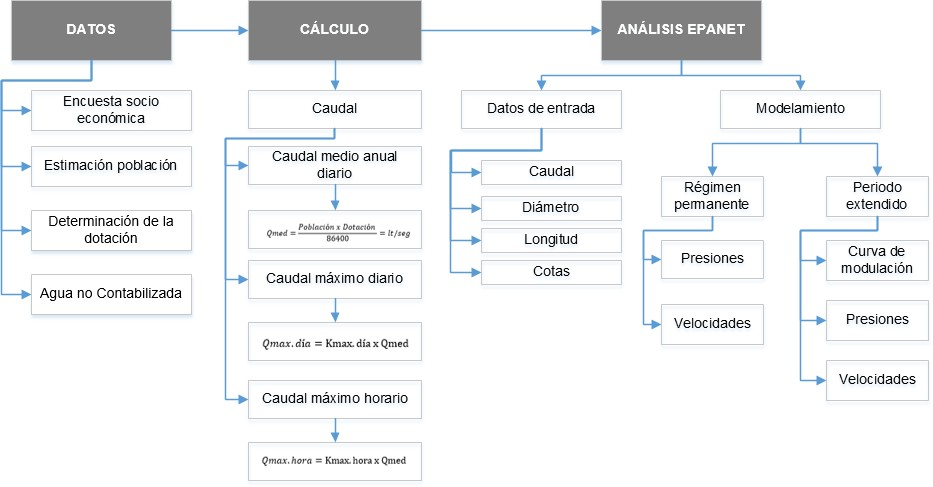 DATOS
CÁLCULO
ANÁLISIS EPANET
Encuesta socio
económica
Estimación población
Determinación de la
dotación
Agua no Contabilizada
Caudal
Caudal medio anual
diario
Qmed = Población x Dotación / 86400 = lt/seg
Caudal máximo diario
Qmax. día = Kmax. día x Qmed
Caudal máximo horario
Qmax. hora = Kmax. hora x Qmed
Datos de entrada
Caudal
Diámetro
Longitud
Cotas
Modelamiento
Régimen
permanente
Presiones
Velocidades
Periodo
extendido
Curva de
modulación
Presiones
Velocidades